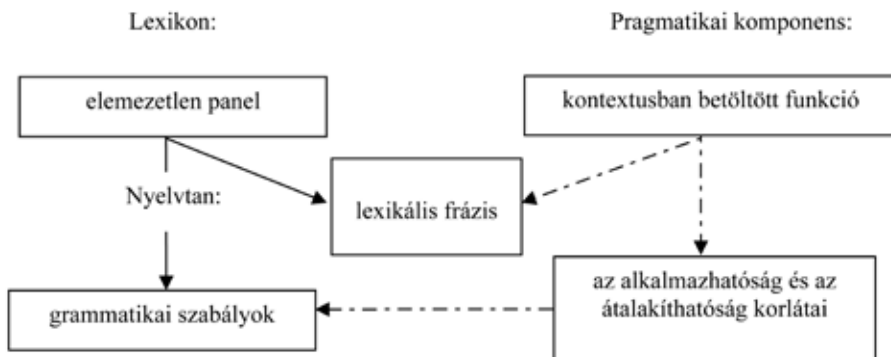 Lexikon:
Pragmatikai komponens:
elemezetlen panel
kontextusban betöltött funkció
Nyelvtan:
lexikális frázis
grammatikai szabályok
az alkalmazhatóság és az
átalakíthatóság korlátai